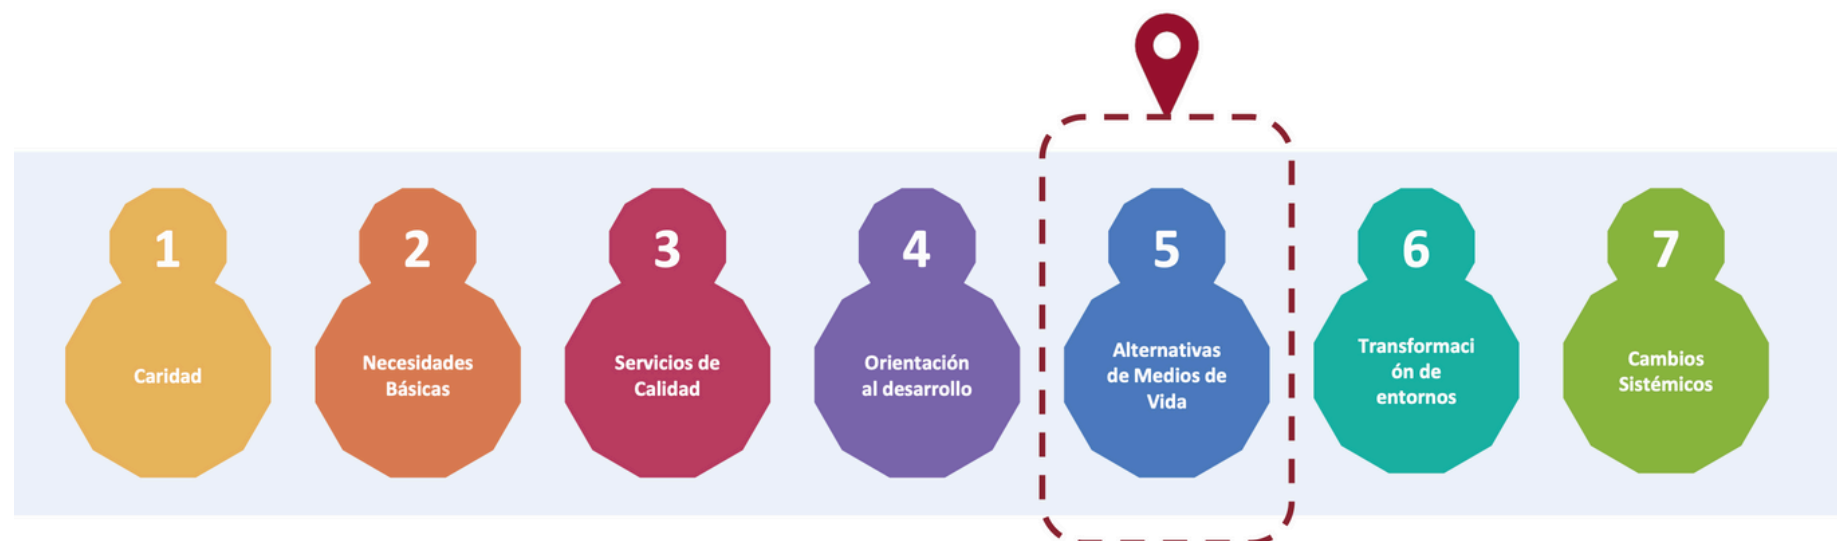 1
Caridad
2
Necesidades
Básicas
3
Servicios de
Calidad
4
Orientación
al desarrollo
5
Alternativas
de Medios de
Vida
6
Transformaci
ón de
entornos
7
Cambios
Sistémicos